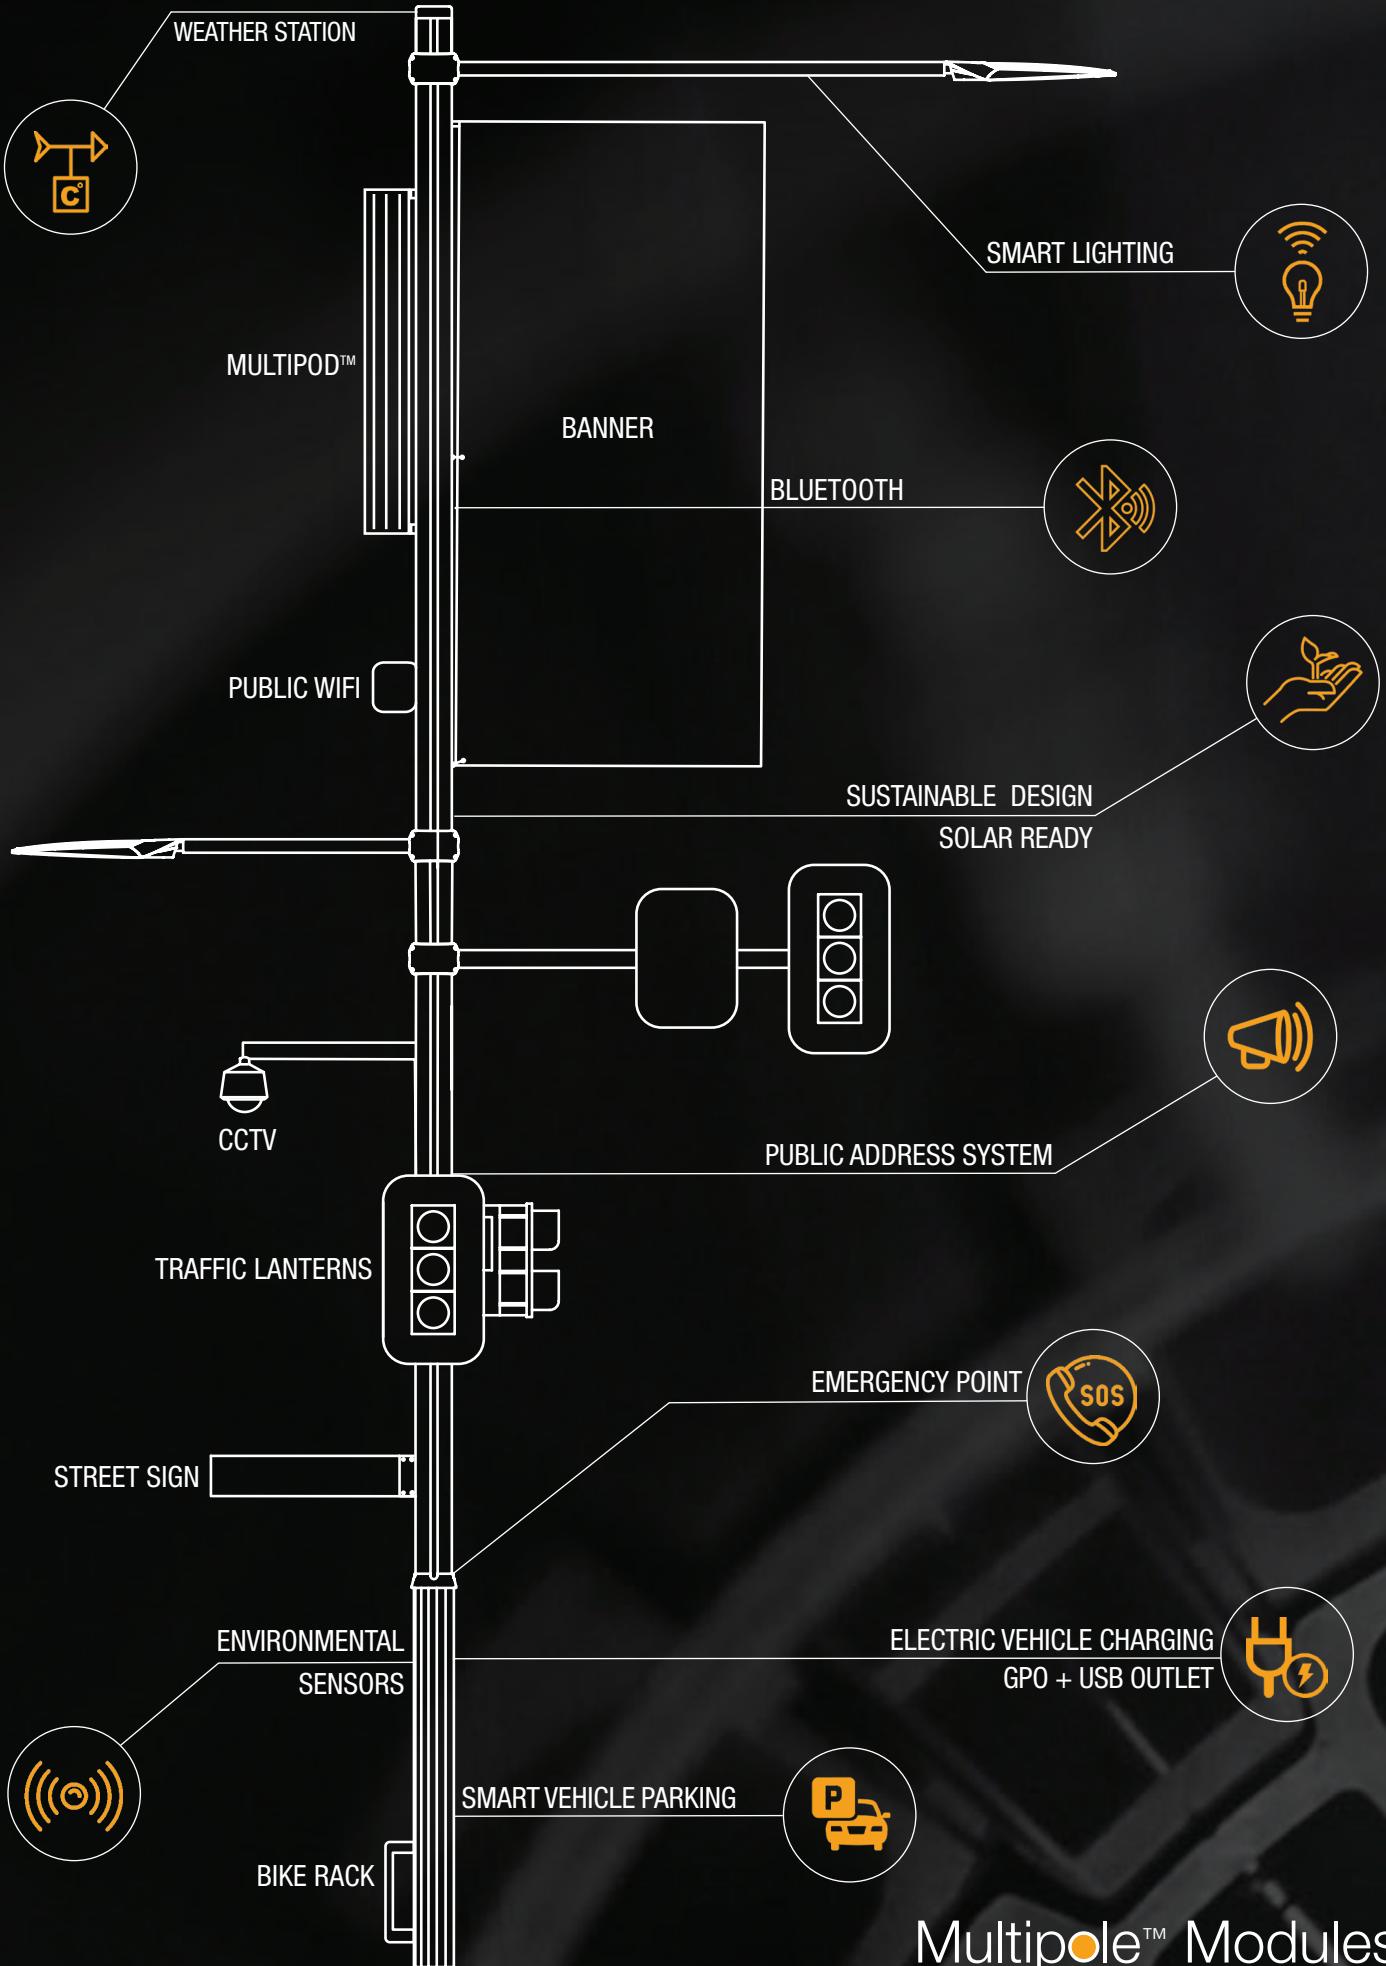 WEATHER STATION
C°
SMART LIGHTING
MULTIPOD™
BANNER
BLUETOOTH
PUBLIC WIFI
SUSTAINABLE DESIGN
SOLAR READY
CCTV
PUBLIC ADDRESS SYSTEM
TRAFFIC LANTERNS
EMERGENCY POINT
SOS
STREET SIGN
ENVIRONMENTAL
SENSORS
ELECTRIC VEHICLE CHARGING
GPO + USB OUTLET
SMART VEHICLE PARKING
P
BIKE RACK
Multipole™ Modules